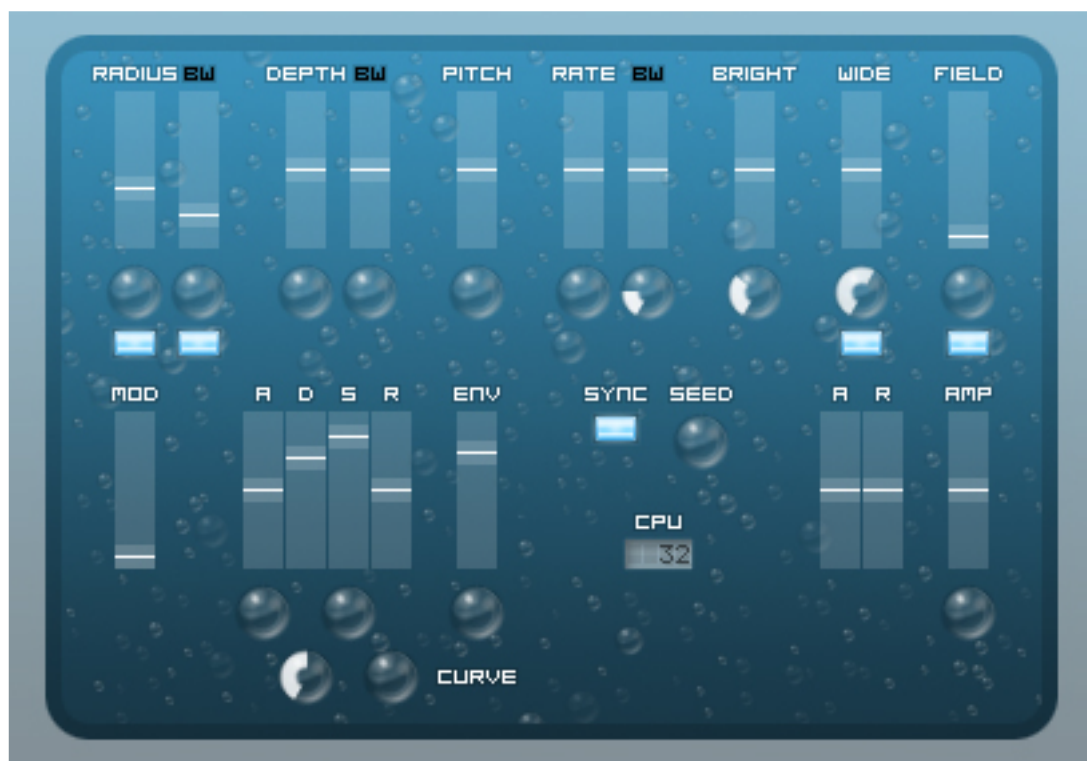 RADIUS BW DEPTH BW PITCH RATE BW BRIGHT WIDE FIELD
MOD A D S R ENV SYNC SEED A R AMP
CPU
32
CURVE